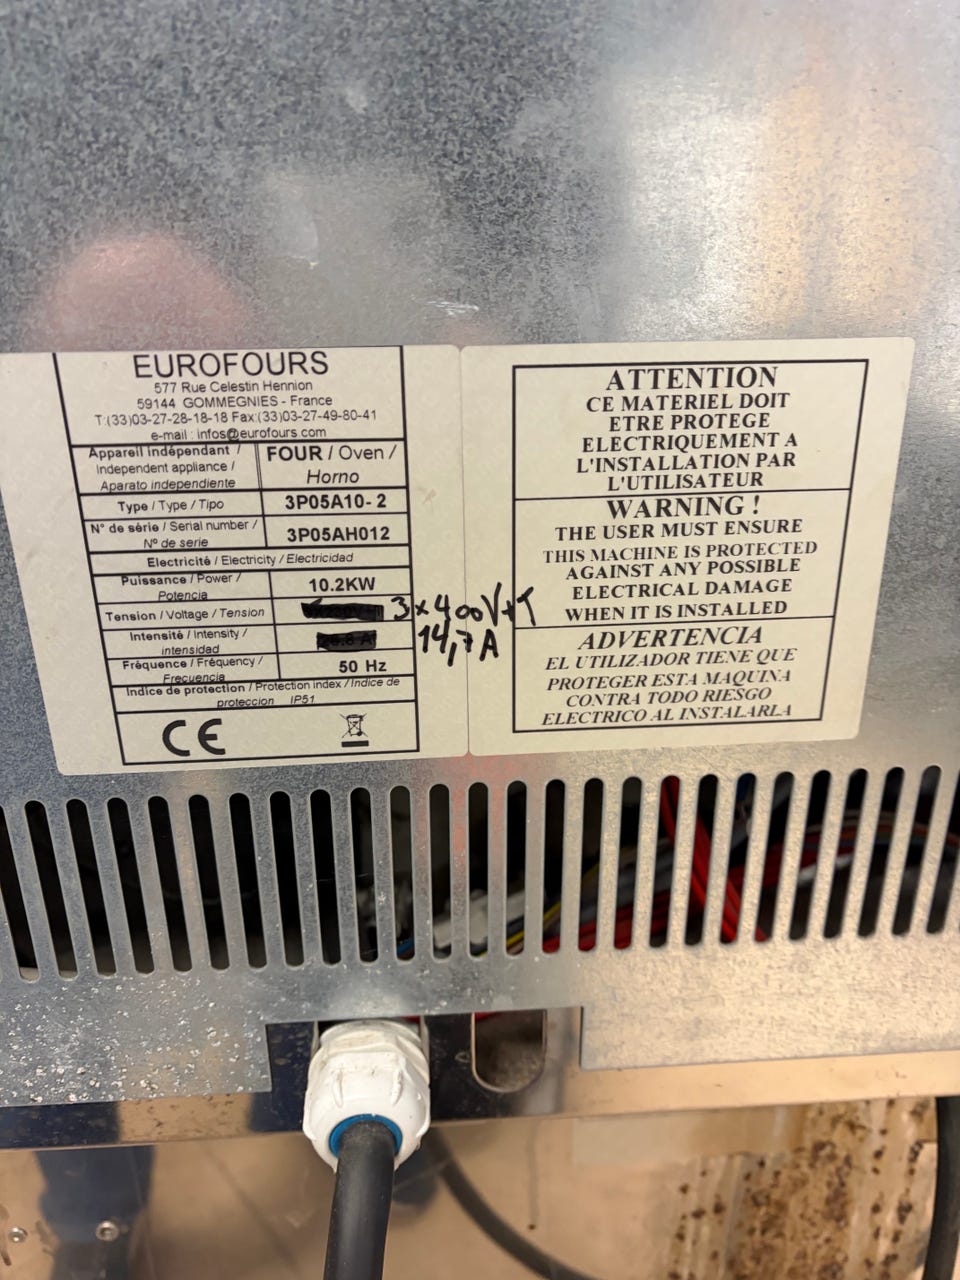 EUROFOURS
577 Rue Celestin Hennion
59144 GOMMEGNIES - France
T:(33)03-27-28-18-18 Fax:(33)03-27-49-80-41
e-mail : infos@eurofours.com
Appareil indépendant /
Independent appliance /
Aparato independiente
FOUR / Oven /
Horno
Type / Type / Tipo 3P05A10-2
N° de série / Serial number /
Nº de serie
3P05AH012
Electricité / Electricity / Electricidad
Puissance / Power /
Potencia
10.2KW
Tension / Voltage / Tension 3x400V+T
Intensité / Intensity /
intensidad
14,7A
Fréquence / Fréquency /
Frecuencia
50 Hz
Indice de protection / Protection index / Indice de
proteccion IP51
CE
ATTENTION
CE MATERIEL DOIT
ETRE PROTEGE
ELECTRIQUEMENT A
L'INSTALLATION PAR
L'UTILISATEUR
WARNING !
THE USER MUST ENSURE
THIS MACHINE IS PROTECTED
AGAINST ANY POSSIBLE
ELECTRICAL DAMAGE
WHEN IT IS INSTALLED
ADVERTENCIA
EL UTILIZADOR TIENE QUE
PROTEGER ESTA MAQUINA
CONTRA TODO RIESGO
ELECTRICO AL INSTALARLA